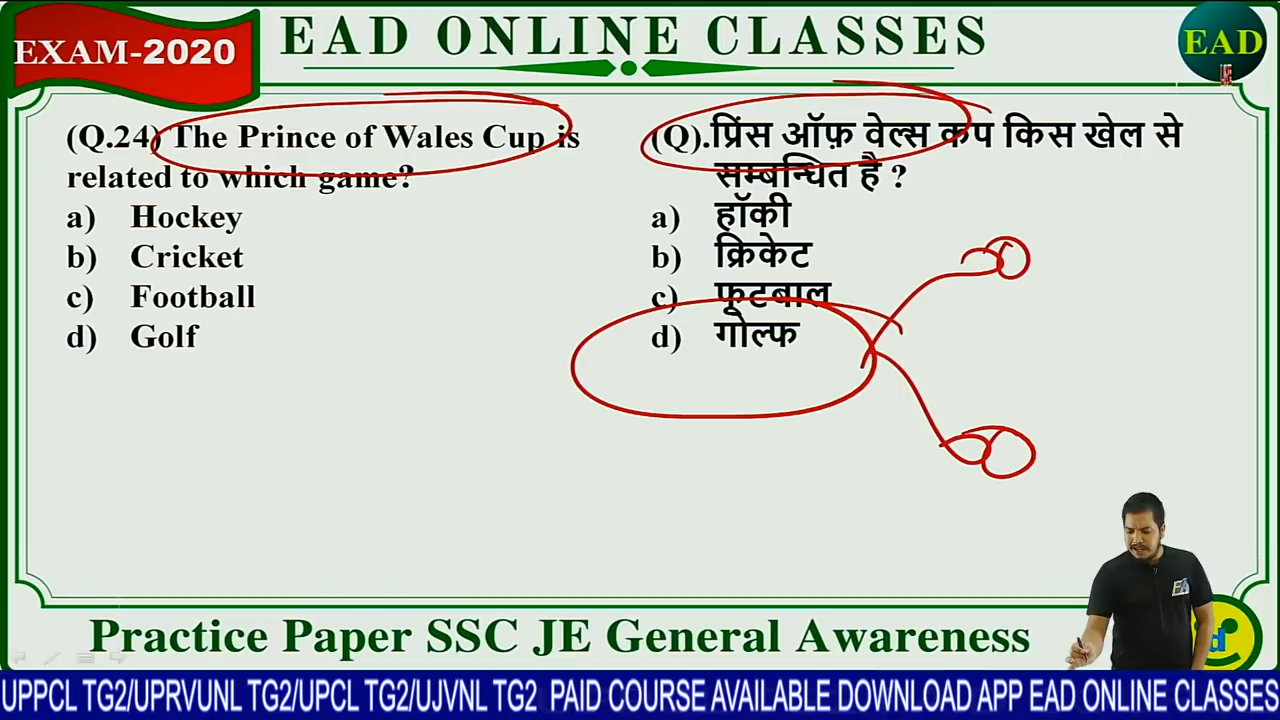 EXAM-2020
EAD ONLINE CLASSES
EAD
(Q.24) The Prince of Wales Cup is
related to which game?
a) Hockey
b) Cricket
c) Football
d) Golf
(Q).प्रिंस ऑफ़ वेल्स कप किस खेल से
सम्बन्धित है ?
a) हॉकी
b) क्रिकेट
c) फूटबाल
d) गोल्फ
Practice Paper SSC JE General Awareness
UPPCL TG2/UPRVUNL TG2/UPCL TG2/UJVNL TG2 PAID COURSE AVAILABLE DOWNLOAD APP EAD ONLINE CLASSES